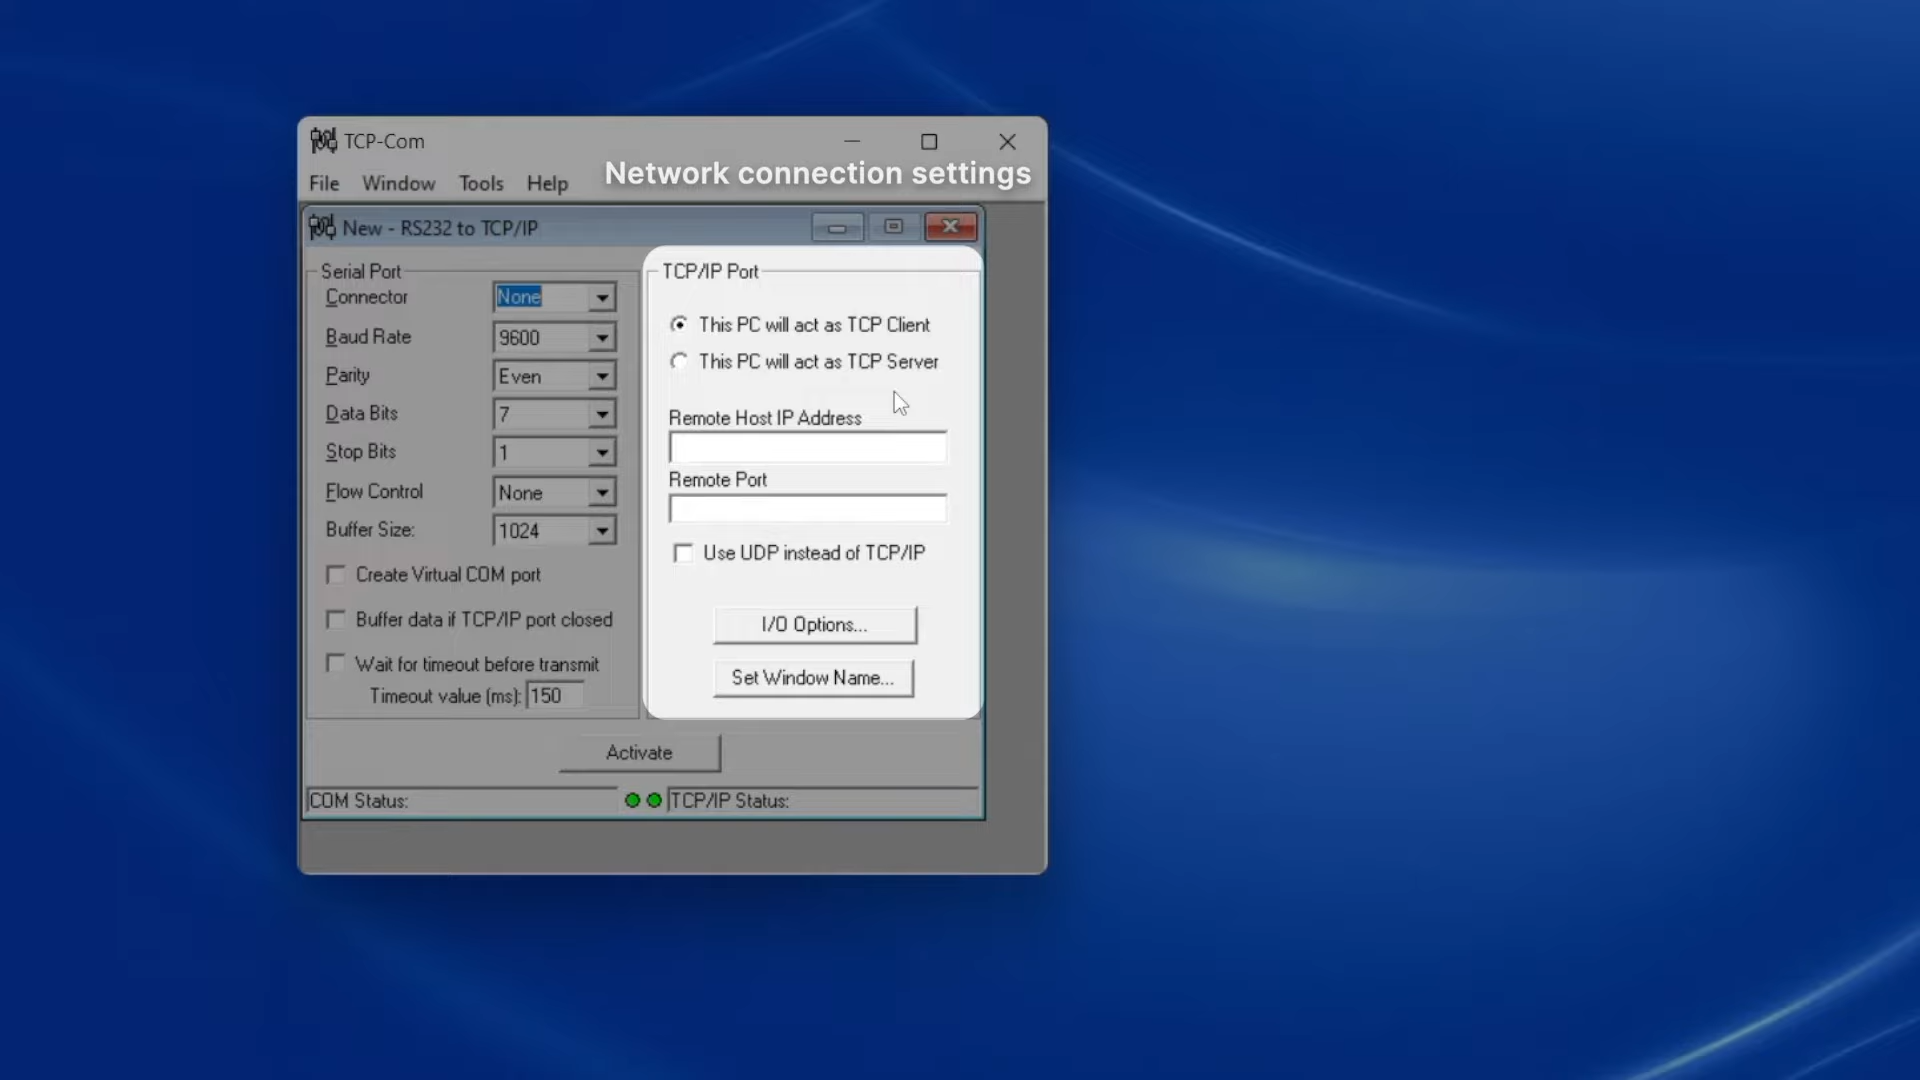 TCP-Com
File Window Tools Help
Network connection settings
New - RS232 to TCP/IP
Serial Port
Connector None
Baud Rate 9600
Parity Even
Data Bits 7
Stop Bits 1
Flow Control None
Buffer Size: 1024
Create Virtual COM port
Buffer data if TCP/IP port closed
Wait for timeout before transmit
Timeout value (ms): 150
TCP/IP Port
This PC will act as TCP Client
This PC will act as TCP Server
Remote Host IP Address
Remote Port
Use UDP instead of TCP/IP
I/O Options...
Set Window Name...
Activate
COM Status:
TCP/IP Status: